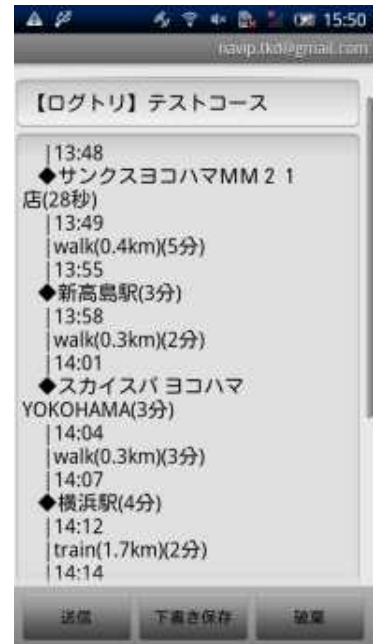 15:50
navip.tkd@gmail.com
【ログトリ】テストコース
|13:48
◆サンクスヨコハマMM２１
店(28秒)
|13:49
|walk(0.4km)(5分)
|13:55
◆新高島駅(3分)
|13:58
|walk(0.3km)(2分)
|14:01
◆スカイスパ ヨコハマ
YOKOHAMA(3分)
|14:04
|walk(0.3km)(3分)
|14:07
◆横浜駅(4分)
|14:12
|train(1.7km)(2分)
|14:14
送信 下書き保存 破棄